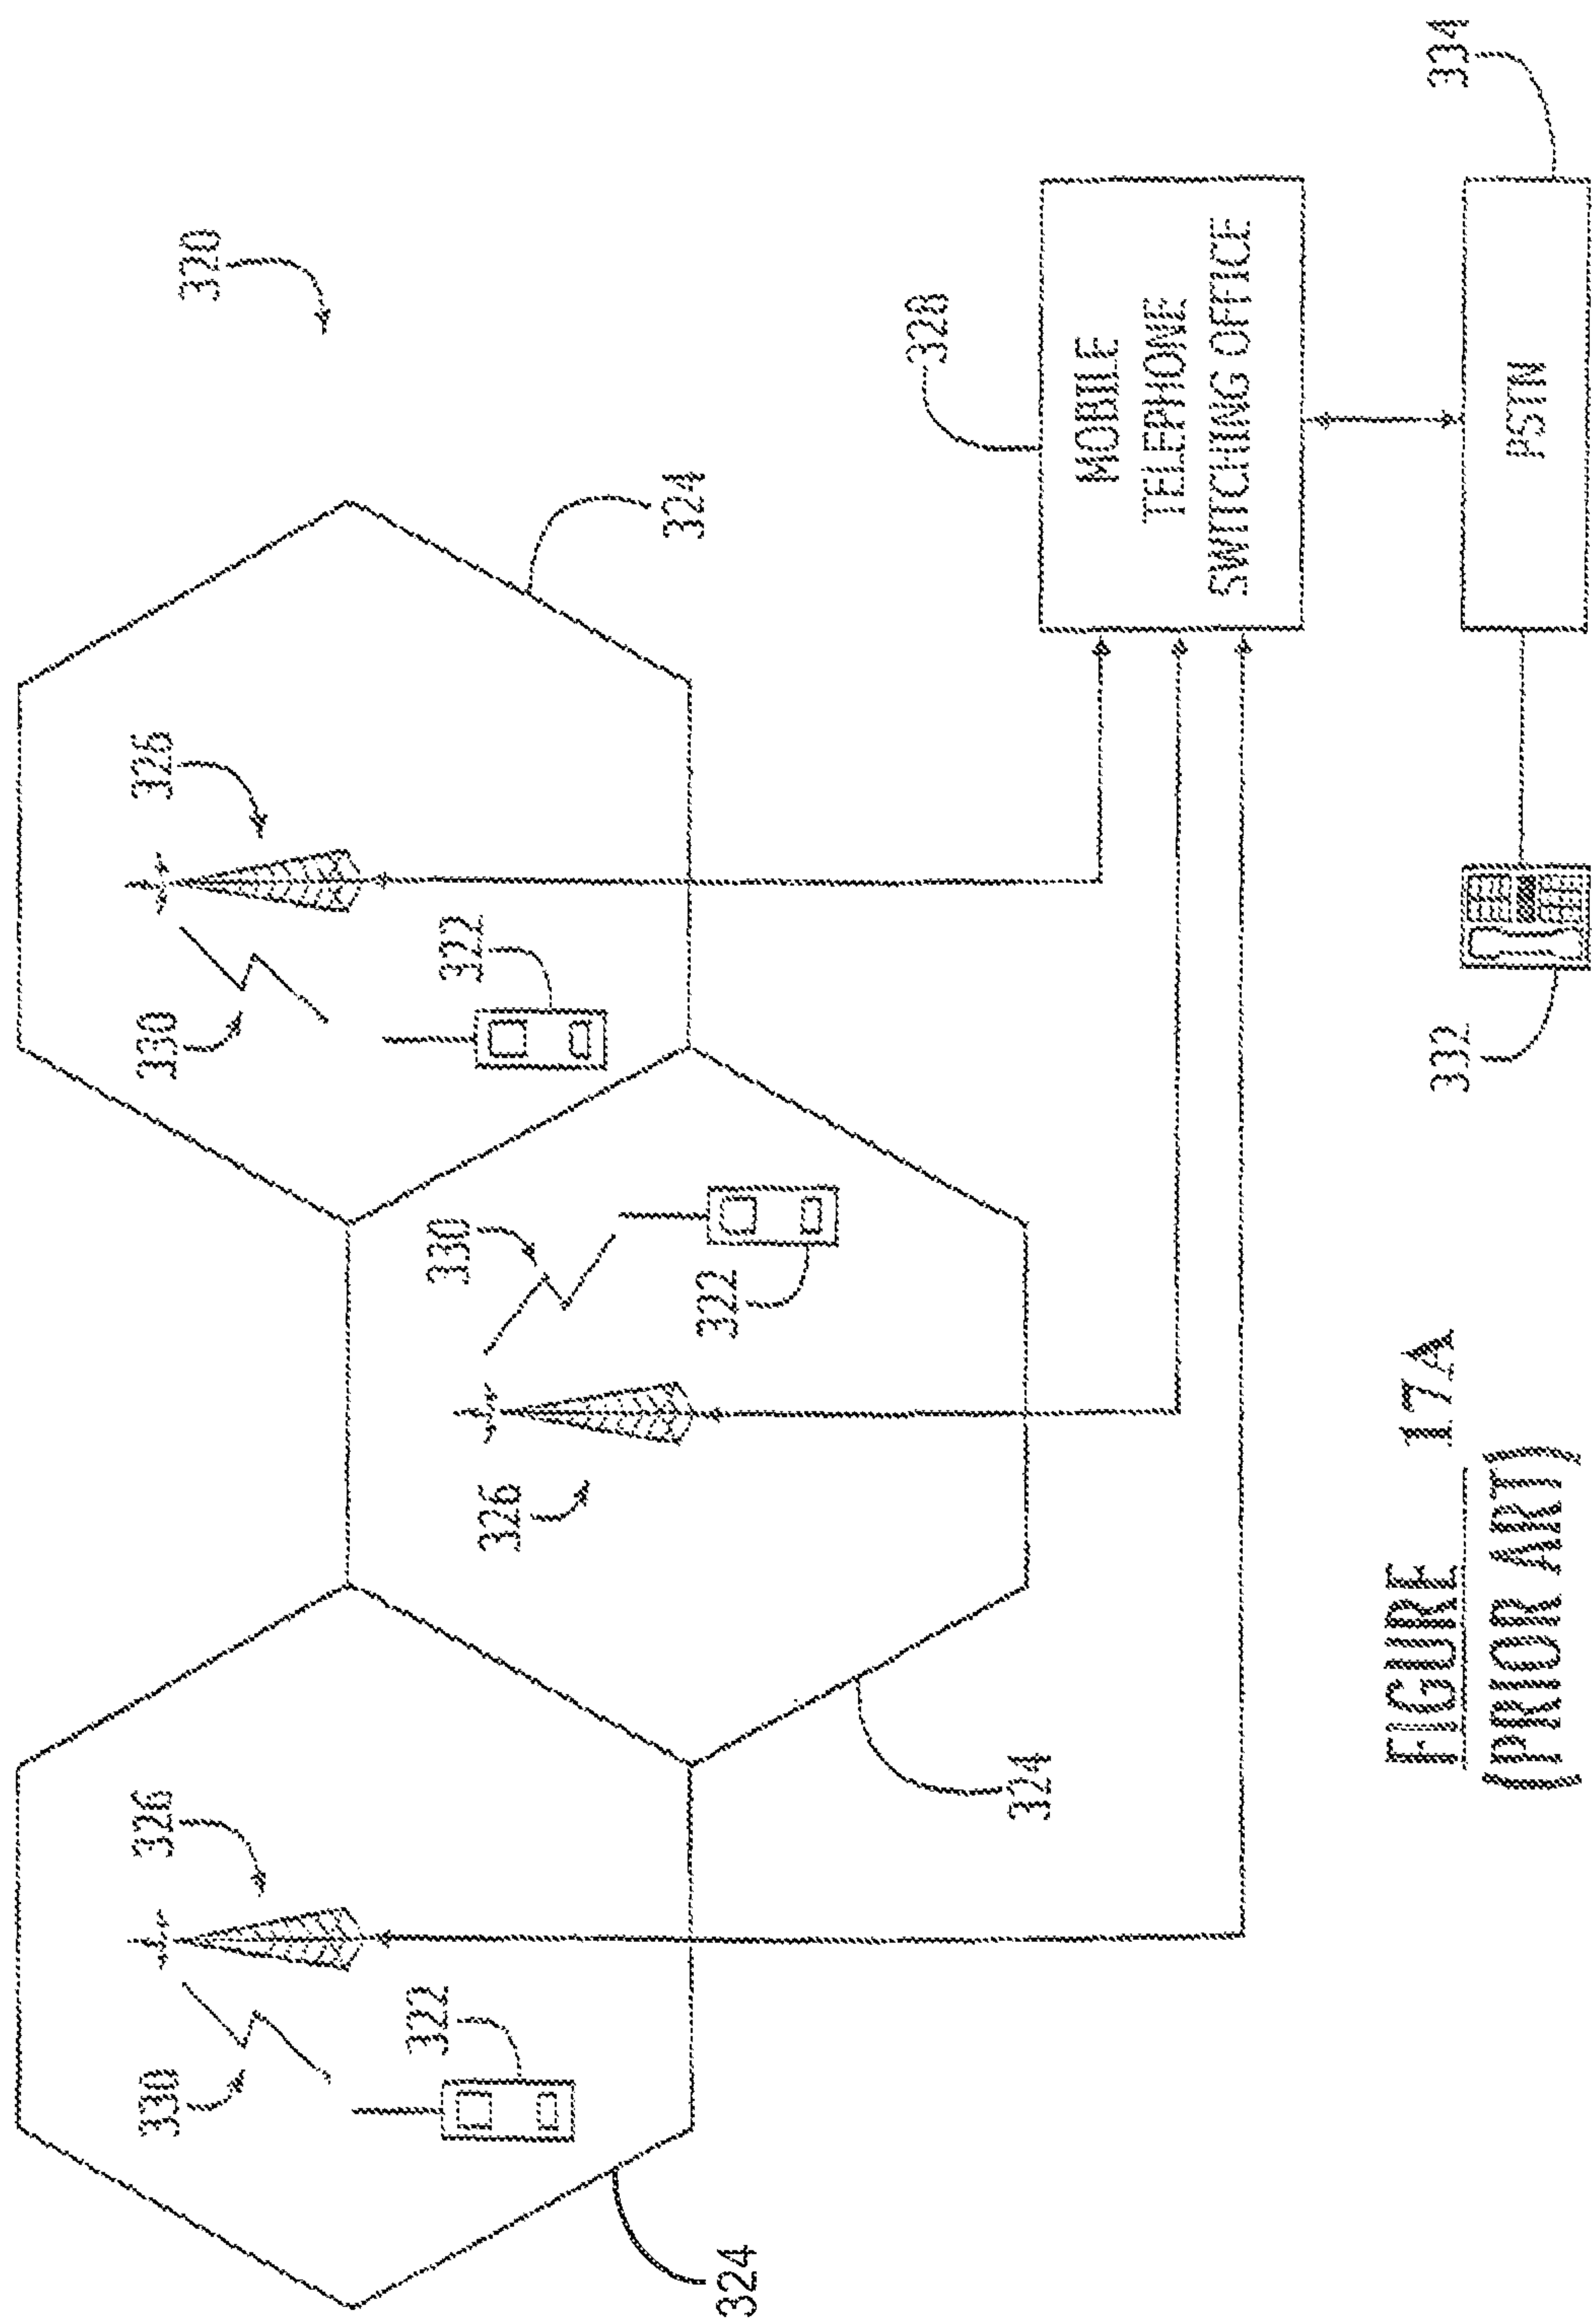 326
326
330
330
320
322
330
322
326
324
322
324
328
324
MOBILE
TELEPHONE
SWITCHING OFFICE
FIGURE 17A
(PRIOR ART)
332
334
PSTN